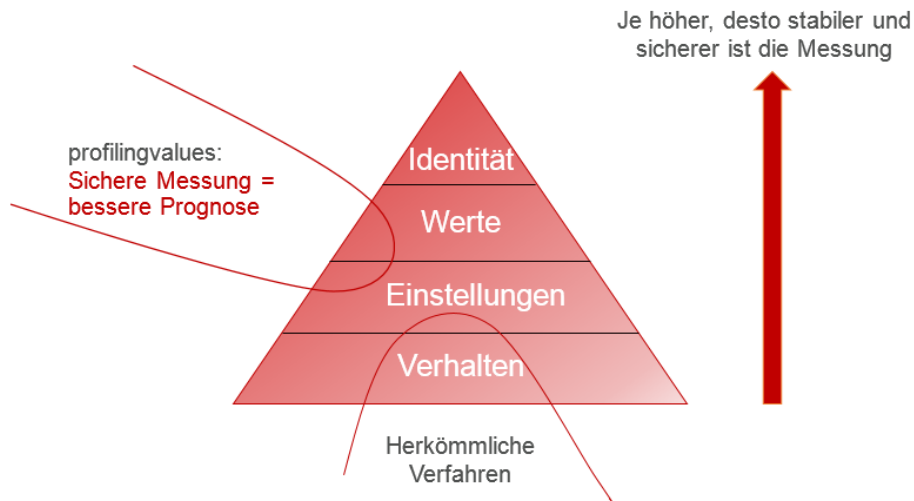 Je höher, desto stabiler und
sicherer ist die Messung
profilingvalues:
Sichere Messung =
bessere Prognose
Identität
Werte
Einstellungen
Verhalten
Herkömmliche
Verfahren